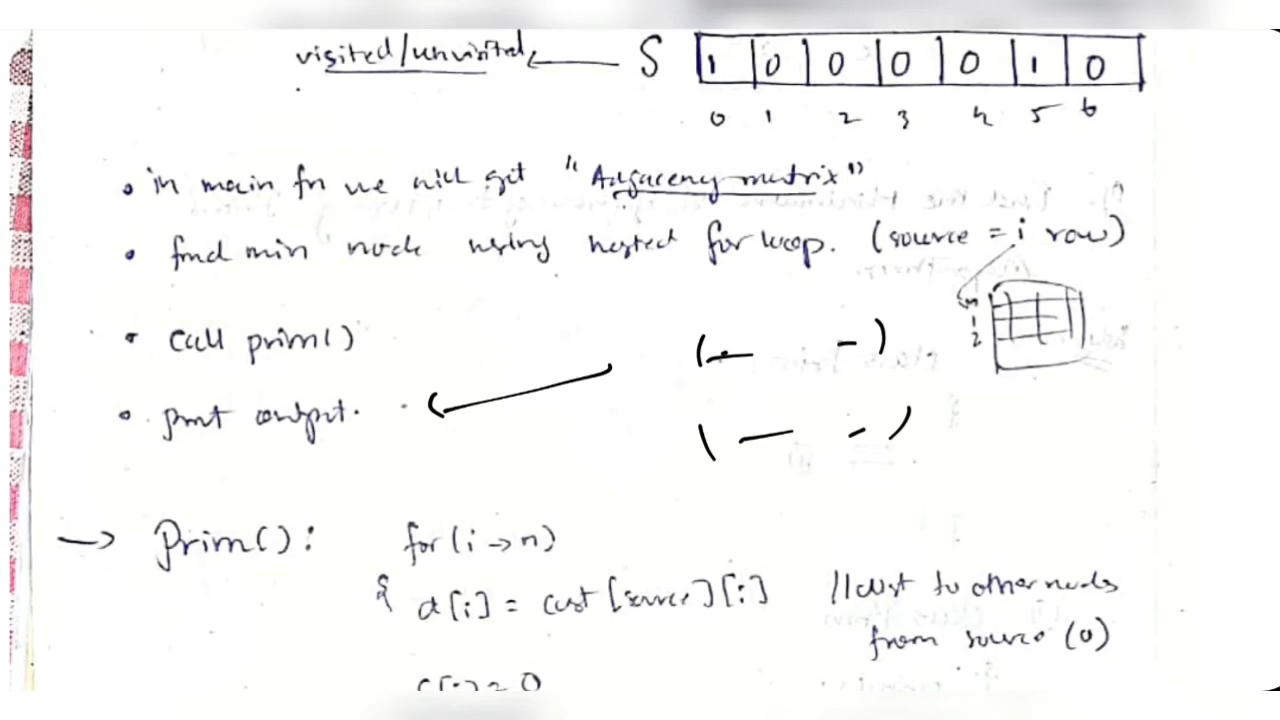 visited/unvisited ← S 1 0 0 0 0 1 0
0 1 2 3 4 5 6
• in main fn we will get "Adjacency matrix"
• find min node using nested for loop. (source = i row)
• call prim()
1
2
• print output.
→ Prim(): for(i→n)
{ d[i] = cost[source][i] //dist to other nodes
from source (0)